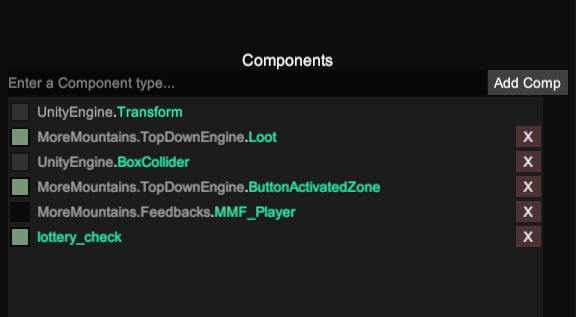 Components
Enter a Component type... Add Comp
UnityEngine.Transform
MoreMountains.TopDownEngine.Loot X
UnityEngine.BoxCollider X
MoreMountains.TopDownEngine.ButtonActivatedZone X
MoreMountains.Feedbacks.MMF_Player X
lottery_check X